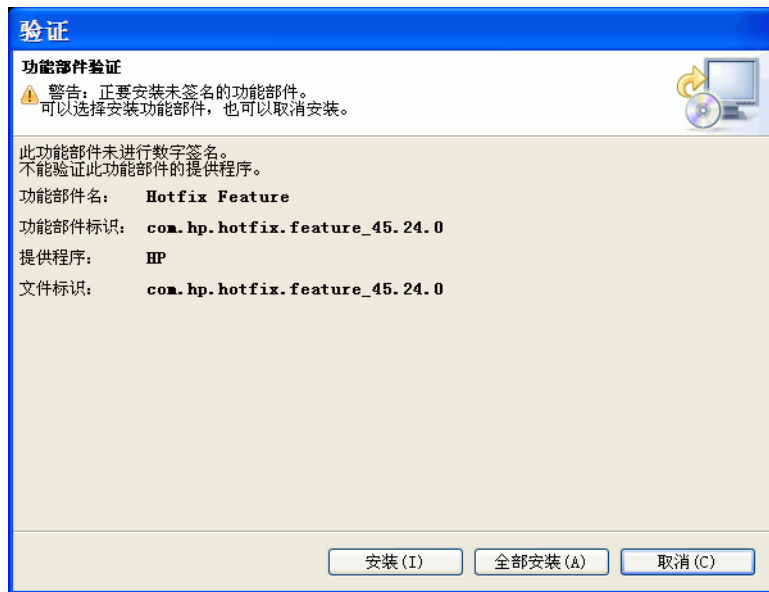 验证
功能部件验证
警告：正要安装未签名的功能部件。
可以选择安装功能部件，也可以取消安装。
此功能部件未进行数字签名。
不能验证此功能部件的提供程序。
功能部件名： Hotfix Feature
功能部件标识： com.hp.hotfix.feature_45.24.0
提供程序： HP
文件标识： com.hp.hotfix.feature_45.24.0
安装(I) 全部安装(A) 取消(C)